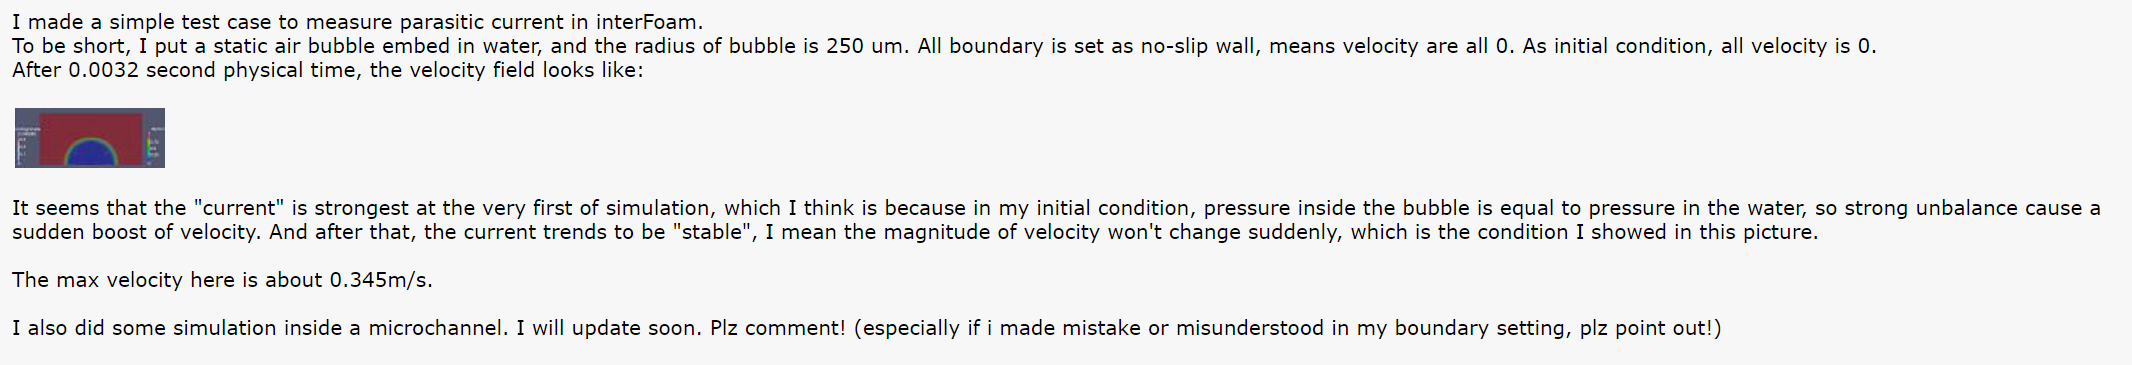 I made a simple test case to measure parasitic current in interFoam.
To be short, I put a static air bubble embed in water, and the radius of bubble is 250 um. All boundary is set as no-slip wall, means velocity are all 0. As initial condition, all velocity is 0.
After 0.0032 second physical time, the velocity field looks like:
It seems that the "current" is strongest at the very first of simulation, which I think is because in my initial condition, pressure inside the bubble is equal to pressure in the water, so strong unbalance cause a
sudden boost of velocity. And after that, the current trends to be "stable", I mean the magnitude of velocity won't change suddenly, which is the condition I showed in this picture.
The max velocity here is about 0.345m/s.
I also did some simulation inside a microchannel. I will update soon. Plz comment! (especially if i made mistake or misunderstood in my boundary setting, plz point out!)